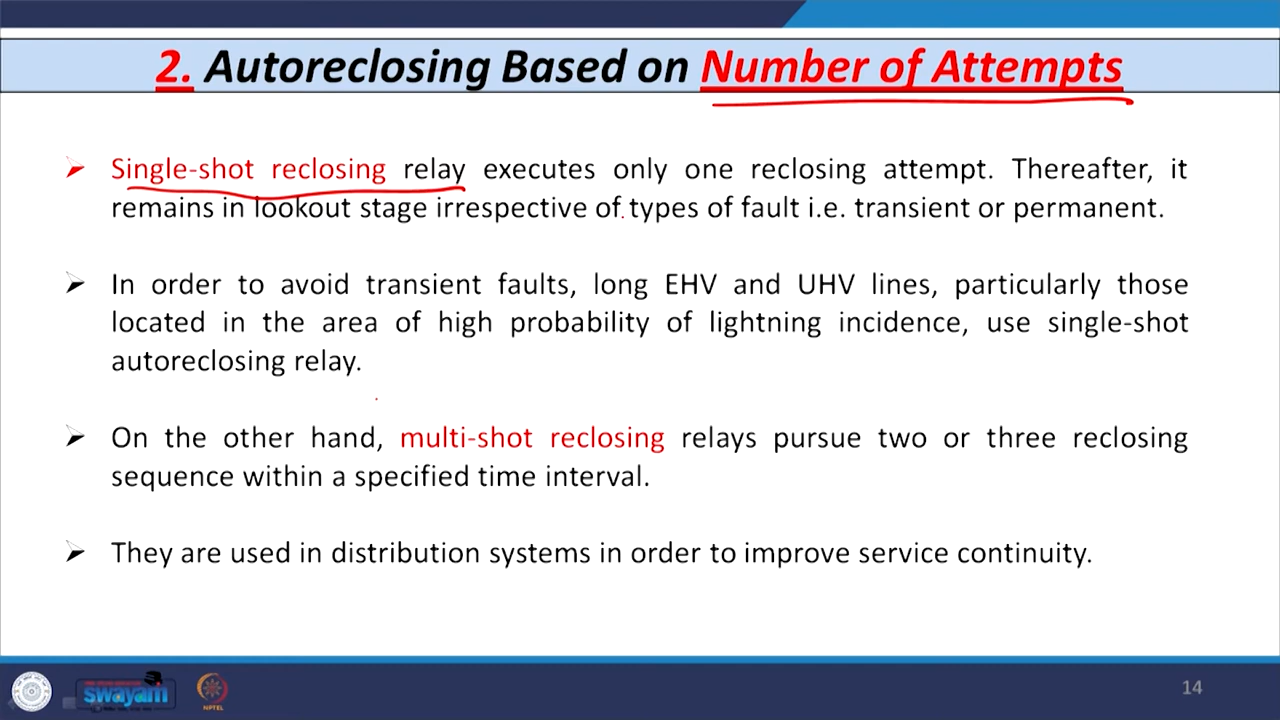 2. Autoreclosing Based on Number of Attempts
Single-shot reclosing relay executes only one reclosing attempt. Thereafter, it
remains in lookout stage irrespective of types of fault i.e. transient or permanent.
In order to avoid transient faults, long EHV and UHV lines, particularly those
located in the area of high probability of lightning incidence, use single-shot
autoreclosing relay.
On the other hand, multi-shot reclosing relays pursue two or three reclosing
sequence within a specified time interval.
They are used in distribution systems in order to improve service continuity.
swayam
NPTEL
14